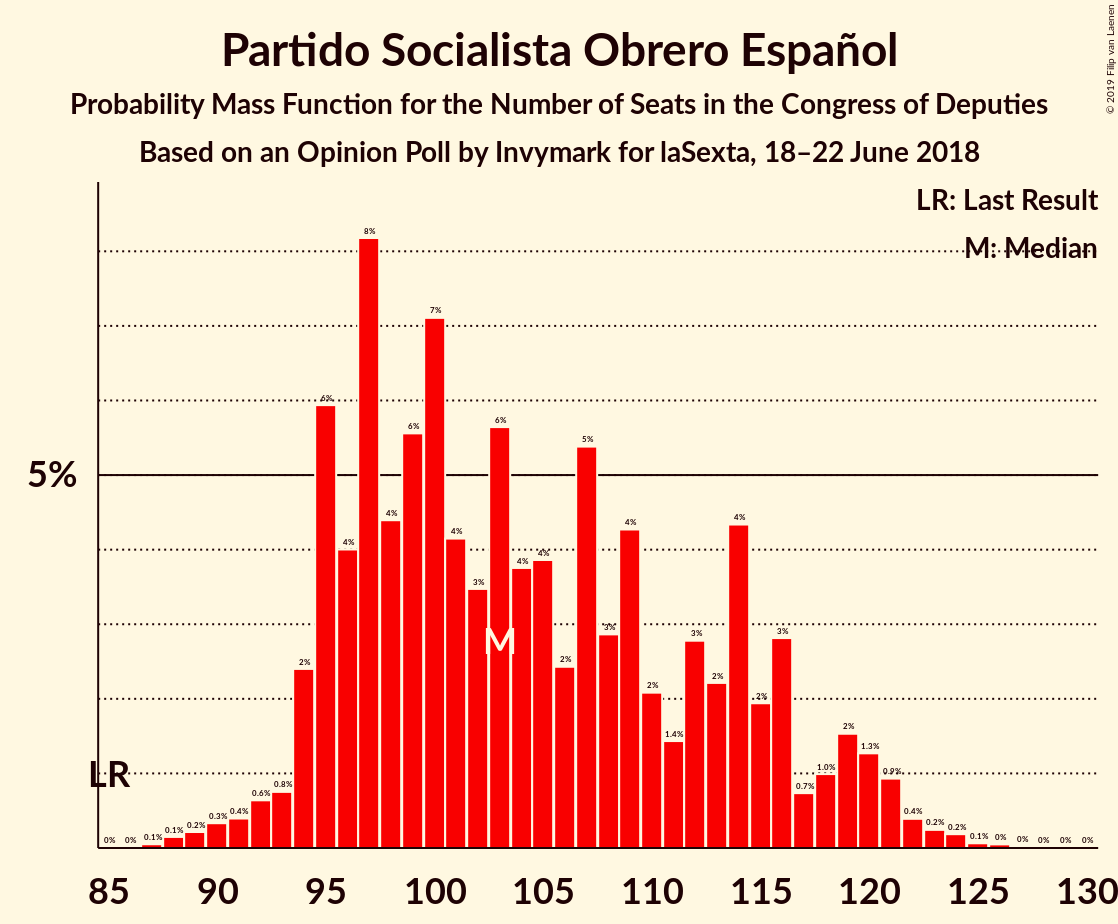 Partido Socialista Obrero Español
Probability Mass Function for the Number of Seats in the Congress of Deputies
Based on an Opinion Poll by Invymark for laSexta, 18–22 June 2018
© 2019 Filip van Laenen
LR: Last Result
M: Median
5%
LR
M
0% 0% 0.1% 0.1% 0.2% 0.3% 0.4% 0.6% 0.8% 2% 6% 4% 8% 4% 6% 7% 4% 3% 6% 4% 4% 2% 5% 3% 4% 2% 1.4% 3% 2% 4% 2% 3% 0.7% 1.0% 2% 1.3% 0.9% 0.4% 0.2% 0.2% 0.1% 0% 0% 0% 0% 0%
85 90 95 100 105 110 115 120 125 130